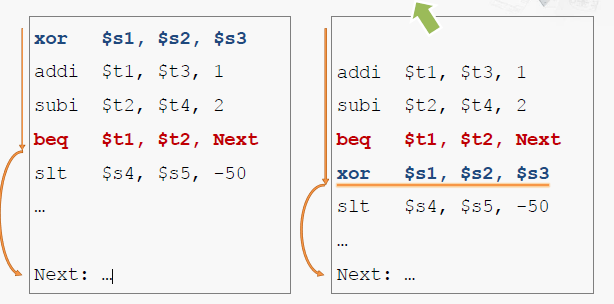 xor $s1, $s2, $s3
addi $t1, $t3, 1
subi $t2, $t4, 2
beq $t1, $t2, Next
slt $s4, $s5, -50
…
Next: …
addi $t1, $t3, 1
subi $t2, $t4, 2
beq $t1, $t2, Next
xor $s1, $s2, $s3
slt $s4, $s5, -50
…
Next: …